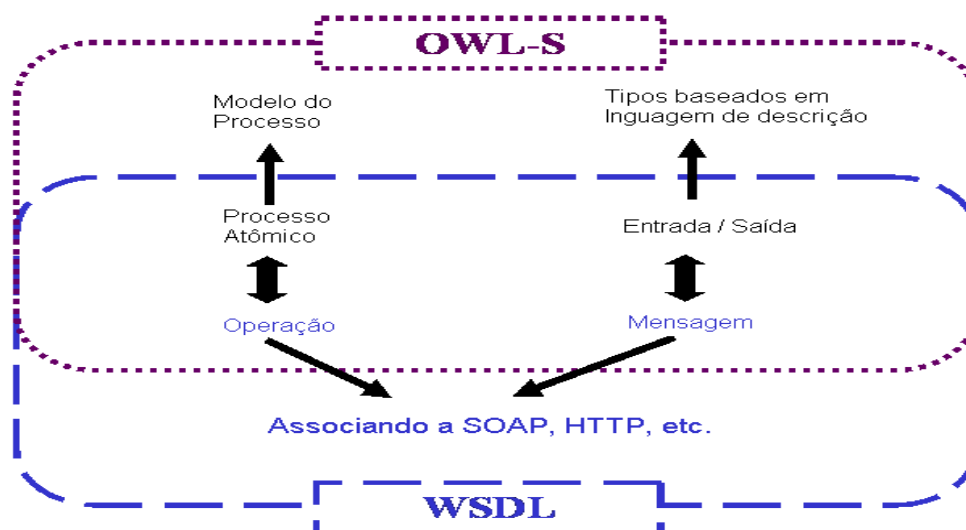 OWL-S
Modelo do
Processo
Tipos baseados em
linguagem de descrição
Processo
Atômico
Entrada / Saída
Operação
Mensagem
Associando a SOAP, HTTP, etc.
WSDL